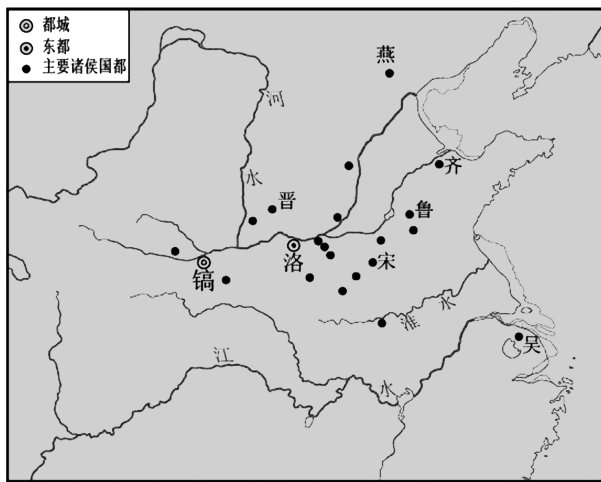 都城
东都
主要诸侯国都
燕
河
水
齐
晋
鲁
洛
宋
镐
淮
水
江
水
吴